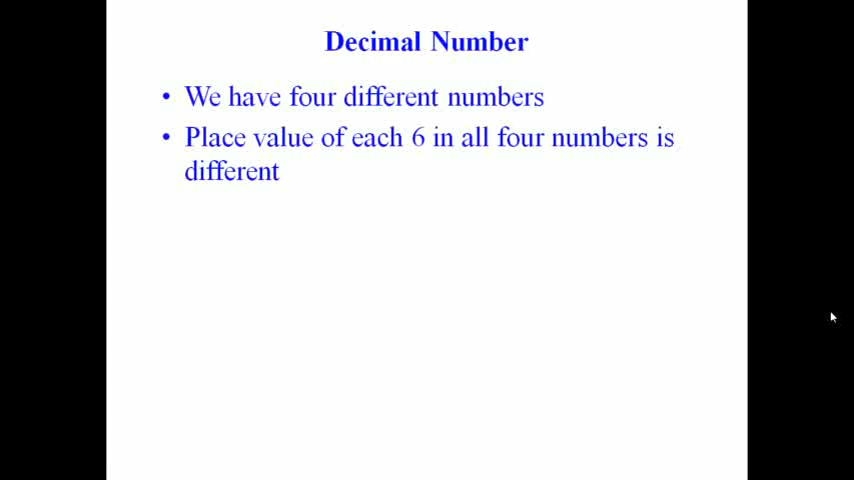 Decimal Number
• We have four different numbers
• Place value of each 6 in all four numbers is
different